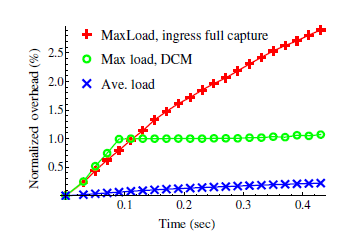 MaxLoad, ingress full capture
Max load, DCM
Ave. load
Normalized overhead (%)
2.5
2.0
1.5
1.0
0.5
0.1 0.2 0.3 0.4
Time (sec)